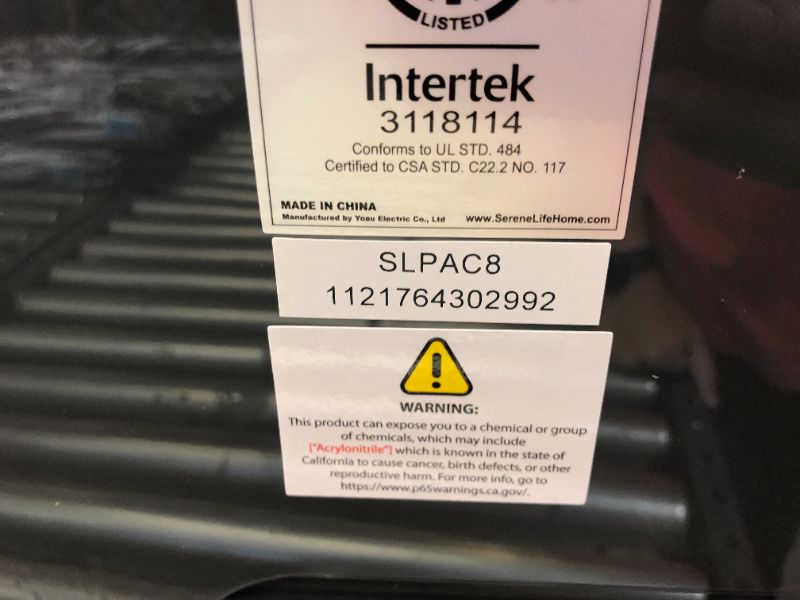 LISTED
Intertek
3118114
Conforms to UL STD. 484
Certified to CSA STD. C22.2 NO. 117
MADE IN CHINA
Manufactured by Yoau Electric Co., Ltd www.SereneLifeHome.com
SLPAC8
1121764302992
WARNING:
This product can expose you to a chemical or group
of chemicals, which may include
["Acrylonitrile"] which is known in the state of
California to cause cancer, birth defects, or other
reproductive harm. For more info, go to
https://www.p65warnings.ca.gov/.